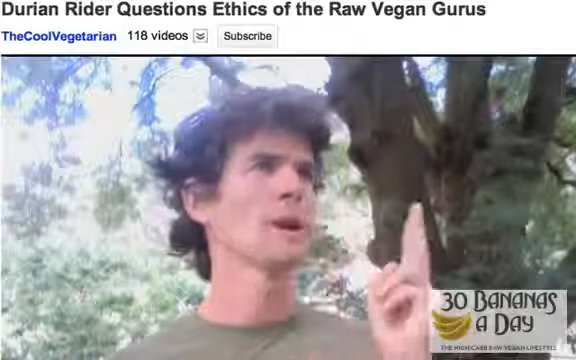 Durian Rider Questions Ethics of the Raw Vegan Gurus
TheCoolVegetarian 118 videos Subscribe
30 BANANAS
A DAY
THE HIGH CARB RAW VEGAN LIFESTYLE